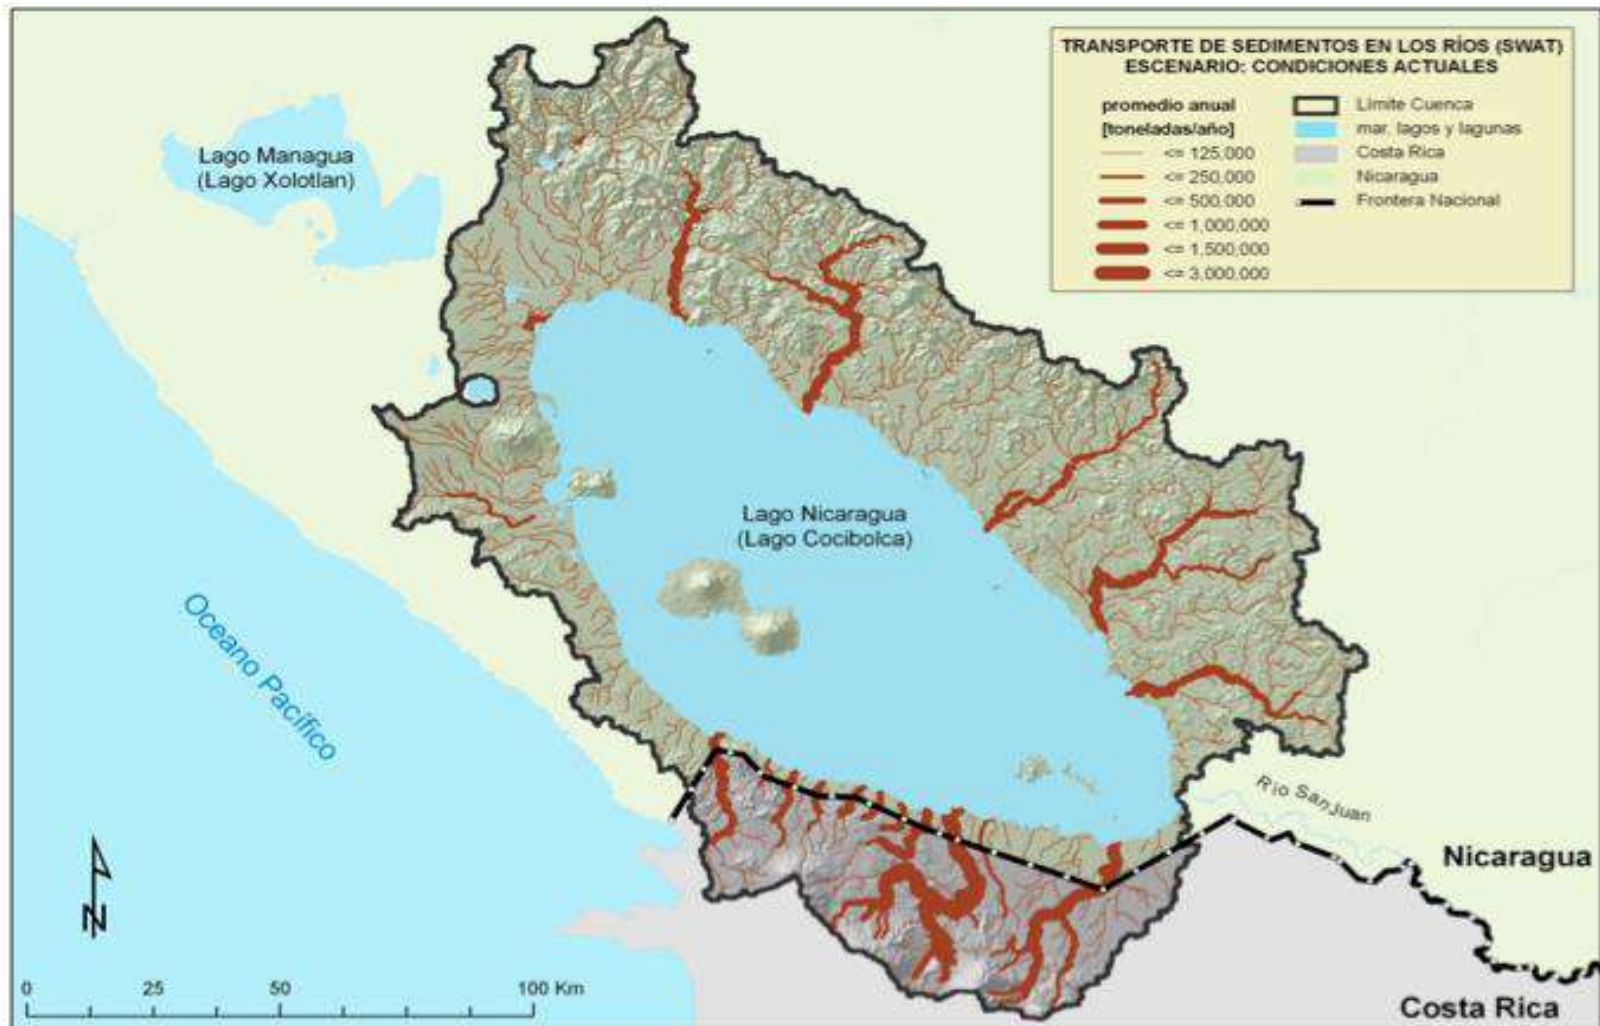 TRANSPORTE DE SEDIMENTOS EN LOS RÍOS (SWAT)
ESCENARIO: CONDICIONES ACTUALES
promedio anual
[toneladas/año]
<= 125,000
<= 250,000
<= 500,000
<= 1,000,000
<= 1,500,000
<= 3,000,000
Límite Cuenca
mar, lagos y lagunas
Costa Rica
Nicaragua
Frontera Nacional
Lago Managua
(Lago Xolotlan)
Lago Nicaragua
(Lago Cocibolca)
Oceano Pacífico
Río San Juan
Nicaragua
Costa Rica
N
0 25 50 100 Km